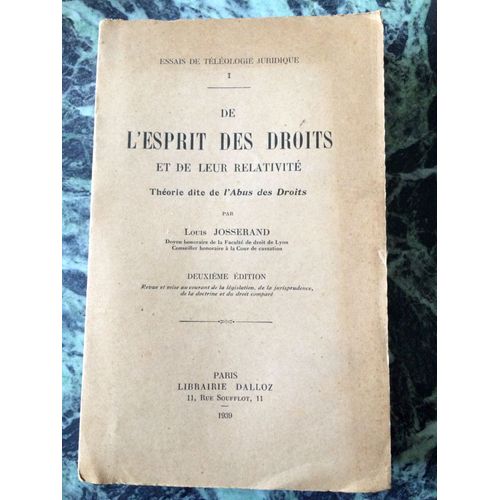 ESSAIS DE TÉLÉOLOGIE JURIDIQUE
I
DE
L'ESPRIT DES DROITS
ET DE LEUR RELATIVITÉ
Théorie dite de l'Abus des Droits
PAR
Louis JOSSERAND
Doyen honoraire de la Faculté de droit de Lyon
Conseiller honoraire à la Cour de cassation
DEUXIÈME ÉDITION
Revue et mise au courant de la législation, de la jurisprudence,
de la doctrine et du droit comparé
PARIS
LIBRAIRIE DALLOZ
11, Rue Soufflot, 11
1939